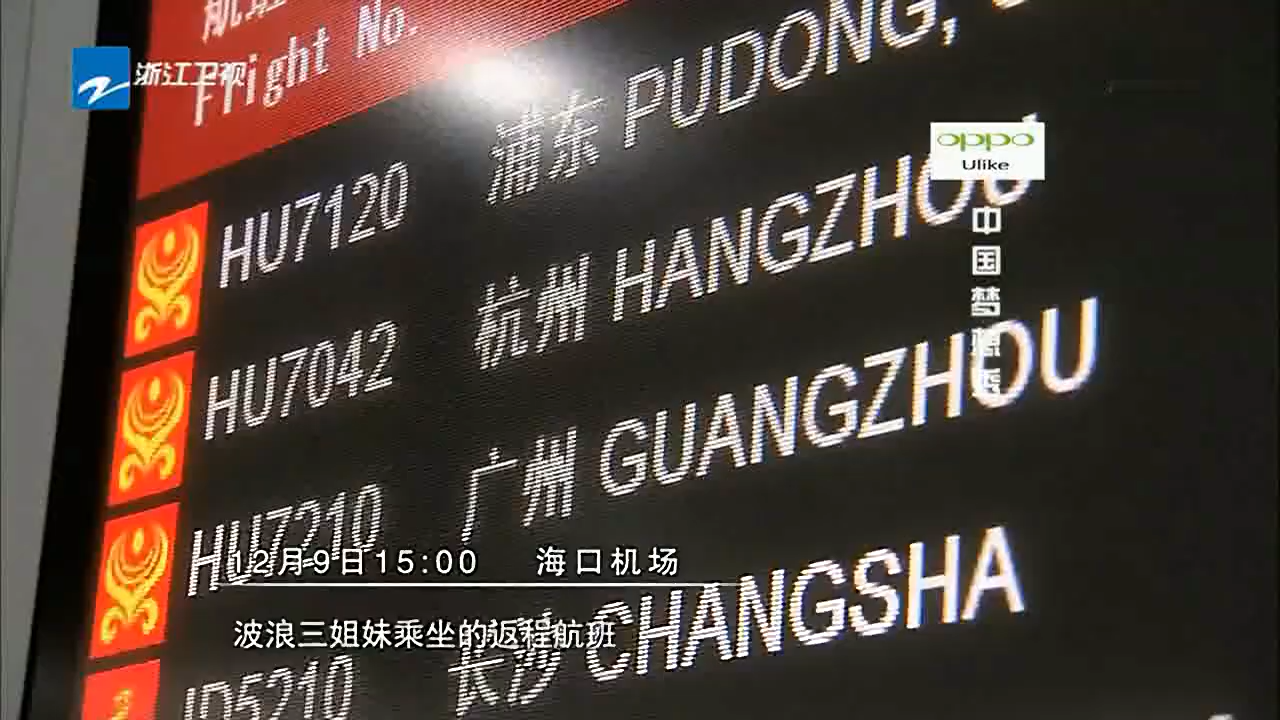 浙江卫视
Flight No.
oppo
Ulike
中国梦想秀
HU7120 浦东 PUDONG,
HU7042 杭州 HANGZHOU
HU7210 广州 GUANGZHOU
JD5210 长沙 CHANGSHA
12月9日15:00 海口机场
波浪三姐妹乘坐的返程航班